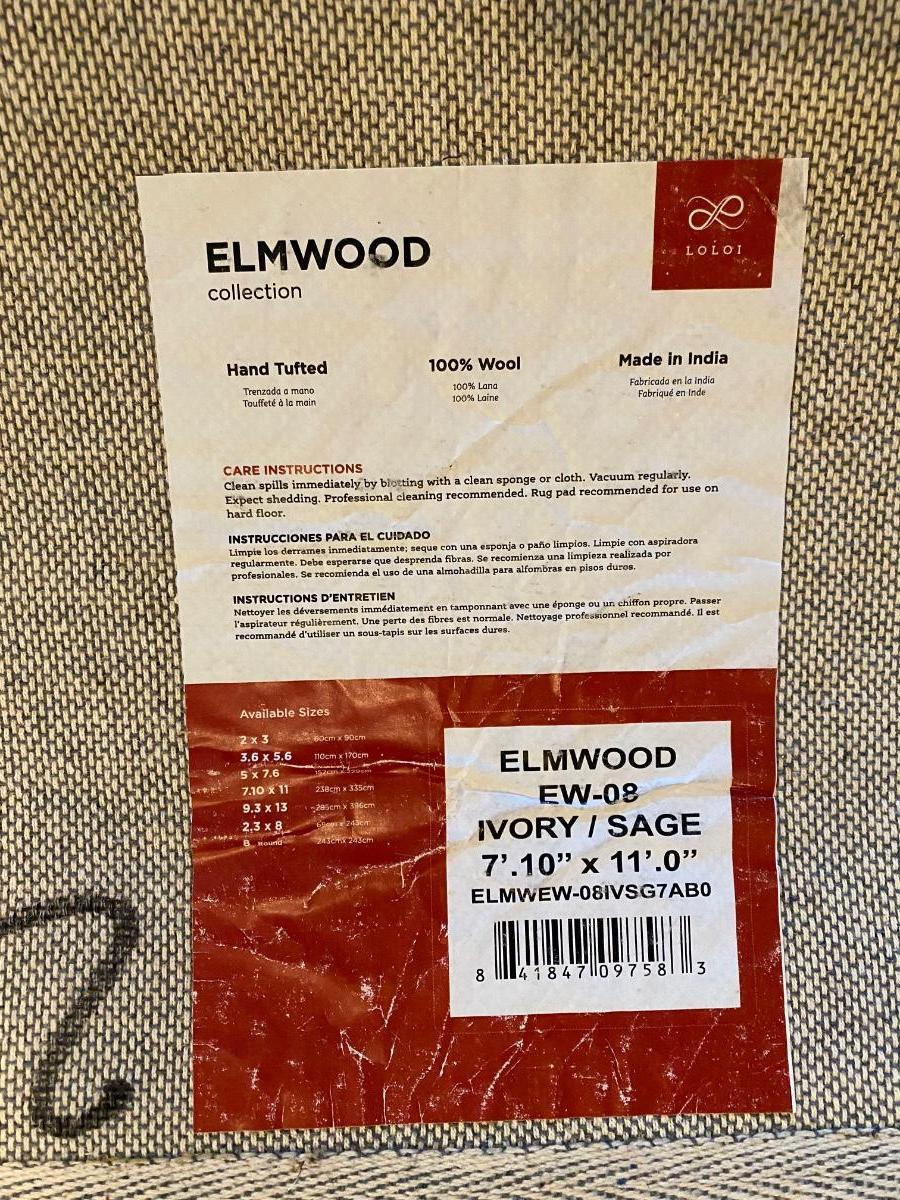 LOLOI
ELMWOOD
collection
Hand Tufted
Trenzada a mano
Touffeté à la main
100% Wool
100% Lana
100% Laine
Made in India
Fabricada en la India
Fabriqué en Inde
CARE INSTRUCTIONS
Clean spills immediately by blotting with a clean sponge or cloth. Vacuum regularly.
Expect shedding. Professional cleaning recommended. Rug pad recommended for use on
hard floor.
INSTRUCCIONES PARA EL CUIDADO
Limpie los derrames inmediatamente; seque con una esponja o paño limpios. Limpie con aspiradora
regularmente. Debe esperarse que desprenda fibras. Se recomienza una limpieza realizada por
profesionales. Se recomienda el uso de una almohadilla para alfombras en pisos duros.
INSTRUCTIONS D'ENTRETIEN
Nettoyer les déversements immédiatement en tamponnant avec une éponge ou un chiffon propre. Passer
l'aspirateur régulièrement. Une perte des fibres est normale. Nettoyage professionnel recommandé. Il est
recommandé d'utiliser un sous-tapis sur les surfaces dures.
Available Sizes
2 x 3 60cm x 90cm
3.6 x 5.6 110cm x 170cm
5 x 7.6
7.10 x 11 238cm x 335cm
9.3 x 13 285cm x 396cm
2.3 x 8 x 243cm
8 Round 243cm x 243cm
ELMWOOD
EW-08
IVORY / SAGE
7'.10" x 11'.0"
ELMWEW-08IVSG7AB0
8 41847 09758 3